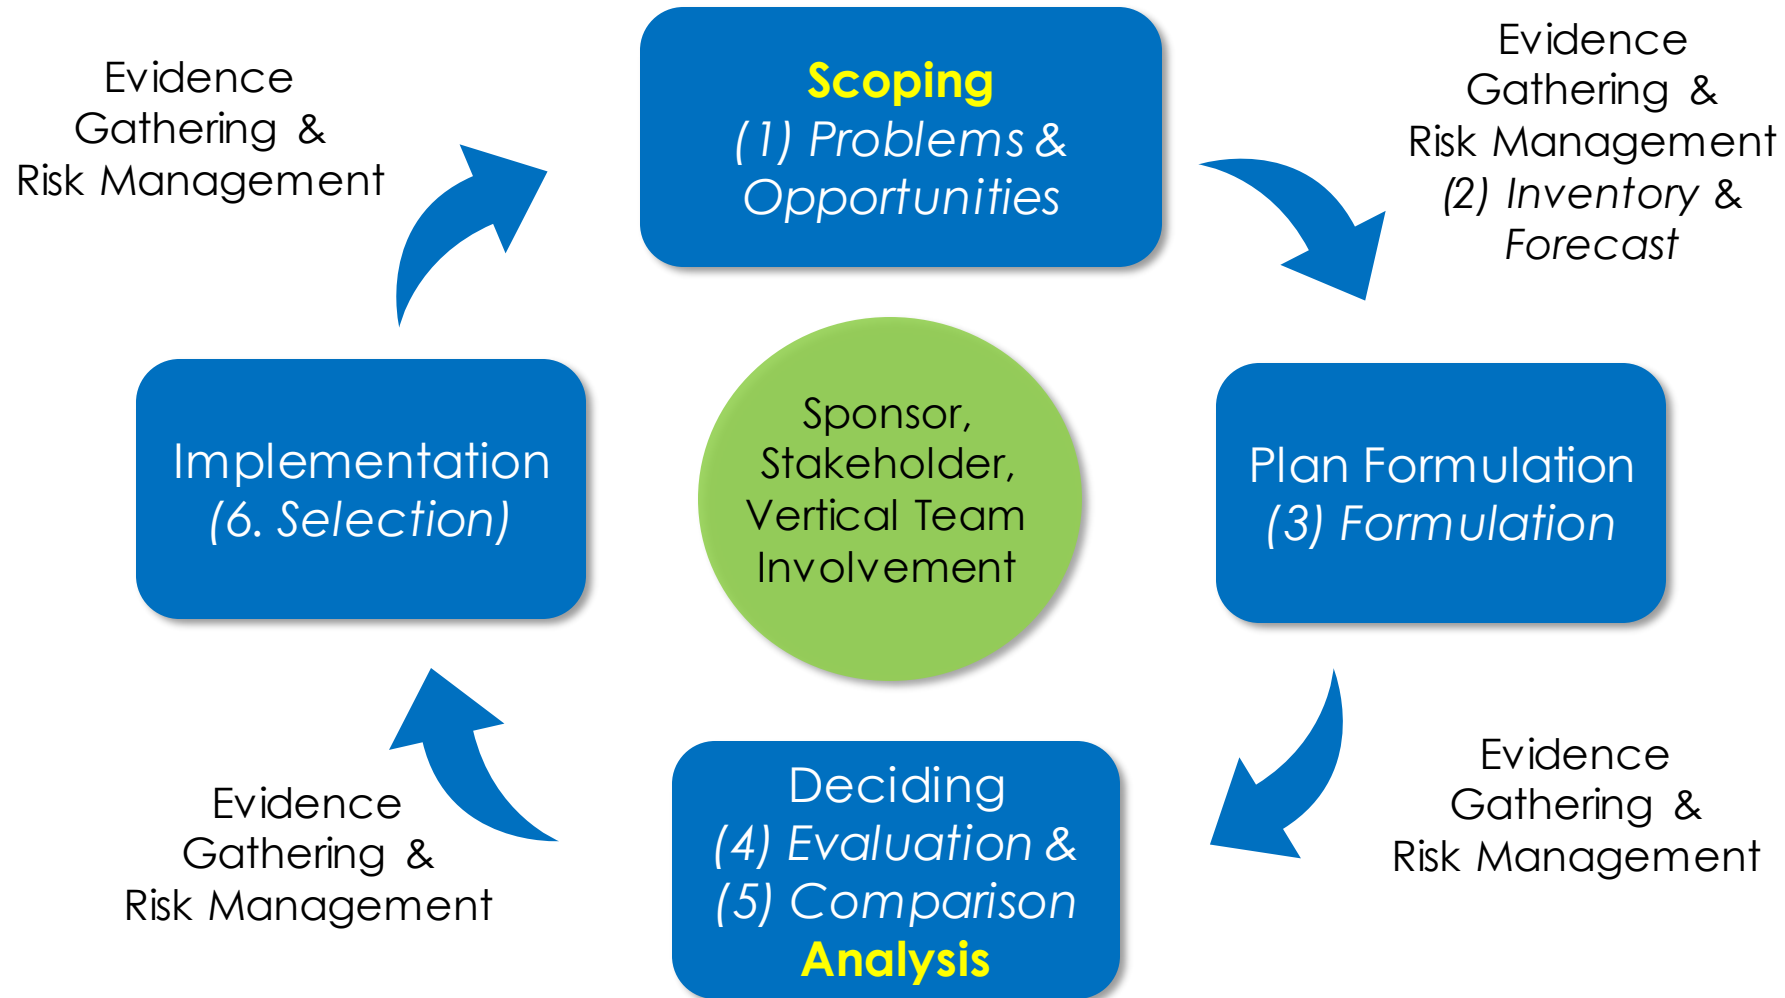 Evidence
Gathering &
Risk Management
Scoping
(1) Problems &
Opportunities
Evidence
Gathering &
Risk Management
(2) Inventory &
Forecast
Implementation
(6. Selection)
Sponsor,
Stakeholder,
Vertical Team
Involvement
Plan Formulation
(3) Formulation
Evidence
Gathering &
Risk Management
Deciding
(4) Evaluation &
(5) Comparison
Analysis
Evidence
Gathering &
Risk Management